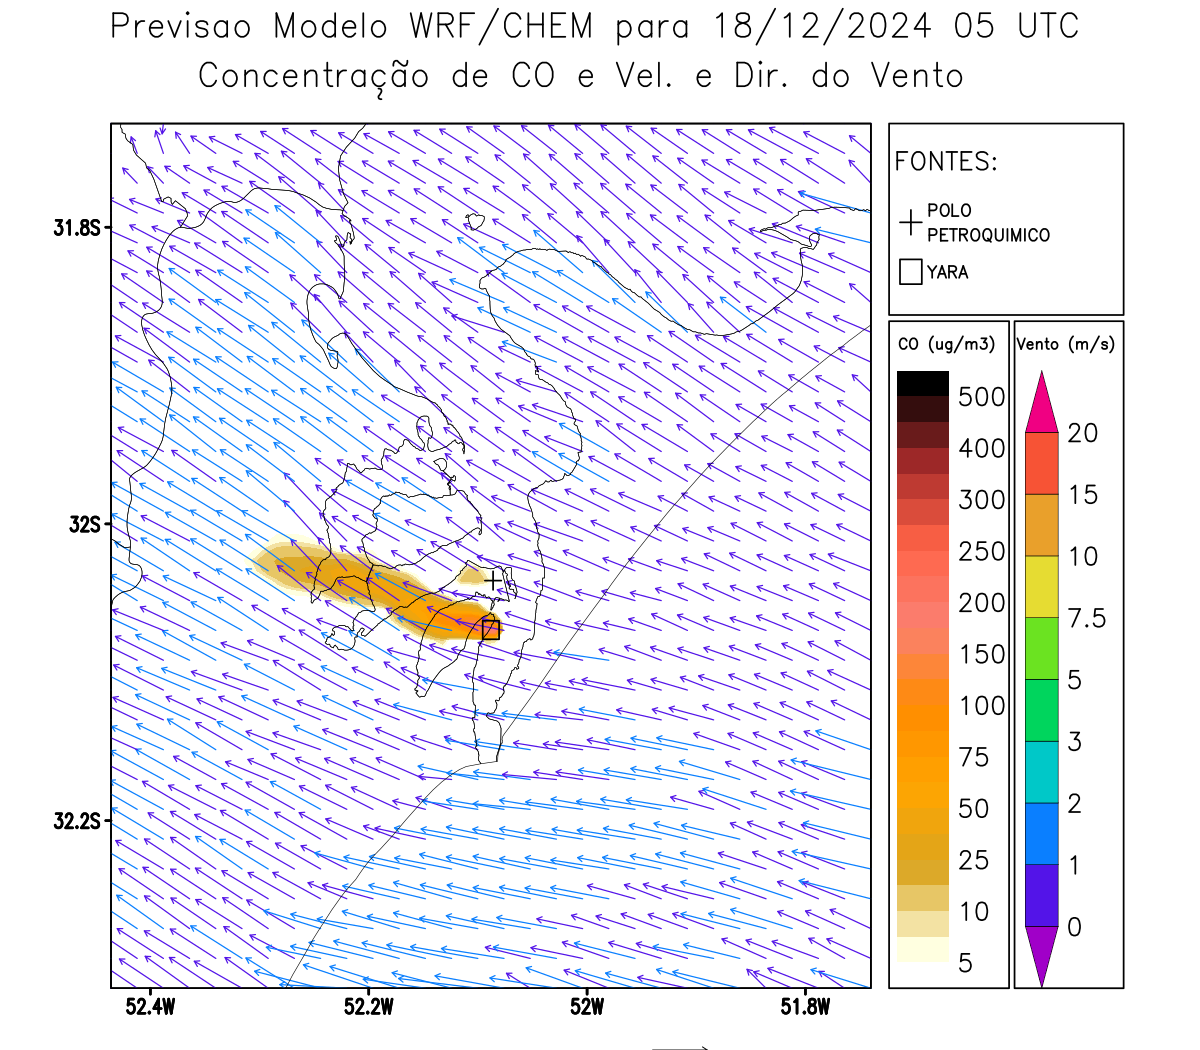 Previsao Modelo WRF/CHEM para 18/12/2024 05 UTC
Concentração de CO e Vel. e Dir. do Vento
FONTES:
POLO
PETROQUIMICO
YARA
CO (ug/m3)
500
400
300
250
200
150
100
75
50
25
10
5
Vento (m/s)
20
15
10
7.5
5
3
2
1
0
31.8S
32S
32.2S
52.4W
52.2W
52W
51.8W